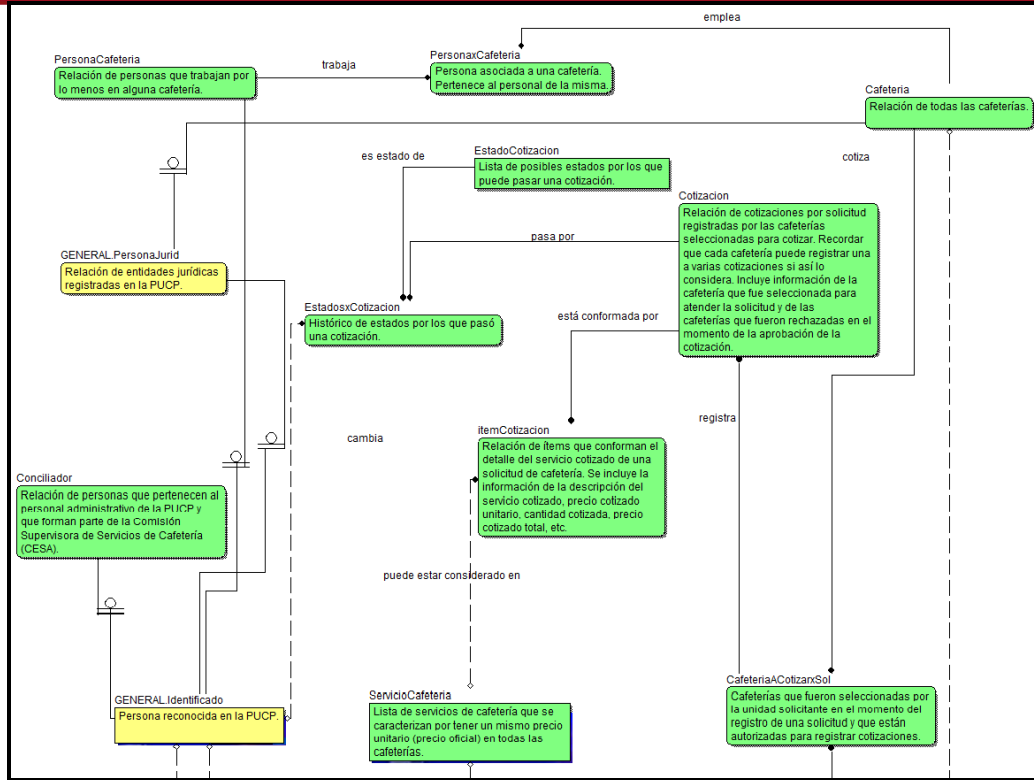 emplea
PersonaCafeteria
Relación de personas que trabajan por
lo menos en alguna cafetería.
trabaja
PersonaxCafeteria
Persona asociada a una cafetería.
Pertenece al personal de la misma.
Cafeteria
Relación de todas las cafeterías.
es estado de
EstadoCotizacion
Lista de posibles estados por los que
puede pasar una cotización.
cotiza
Cotizacion
Relación de cotizaciones por solicitud
registradas por las cafeterías
seleccionadas para cotizar. Recordar
que cada cafetería puede registrar una
a varias cotizaciones si así lo
considera. Incluye información de la
cafetería que fue seleccionada para
atender la solicitud y de las
cafeterías que fueron rechazadas en el
momento de la aprobación de la
cotización.
pasa por
GENERAL.PersonaJurid
Relación de entidades jurídicas
registradas en la PUCP.
EstadosxCotizacion
Histórico de estados por los que pasó
una cotización.
está conformada por
registra
cambia
itemCotizacion
Relación de ítems que conforman el
detalle del servicio cotizado de una
solicitud de cafetería. Se incluye la
información de la descripción del
servicio cotizado, precio cotizado
unitario, cantidad cotizada, precio
cotizado total, etc.
Conciliador
Relación de personas que pertenecen al
personal administrativo de la PUCP y
que forman parte de la Comisión
Supervisora de Servicios de Cafetería
(CESA).
puede estar considerado en
GENERAL.Identificado
Persona reconocida en la PUCP.
ServicioCafeteria
Lista de servicios de cafetería que se
caracterizan por tener un mismo precio
unitario (precio oficial) en todas las
cafeterías.
CafeteriaACotizarxSol
Cafeterías que fueron seleccionadas por
la unidad solicitante en el momento del
registro de una solicitud y que están
autorizadas para registrar cotizaciones.